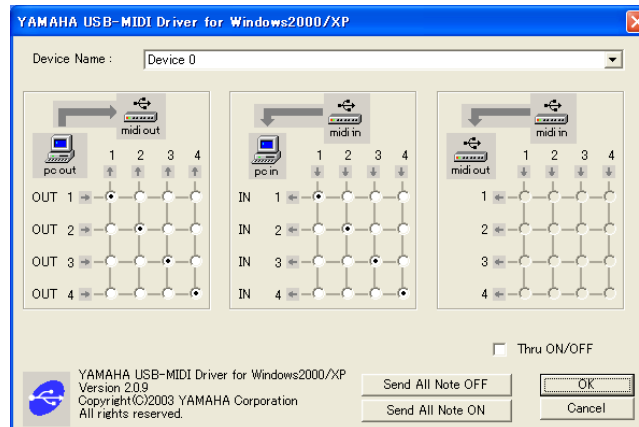 YAMAHA USB-MIDI Driver for Windows2000/XP
Device Name : Device 0
midi out
pc out
1 2 3 4
OUT 1
OUT 2
OUT 3
OUT 4
midi in
pc in
1 2 3 4
IN 1
IN 2
IN 3
IN 4
midi in
midi out
1 2 3 4
1
2
3
4
Thru ON/OFF
YAMAHA USB-MIDI Driver for Windows2000/XP
Version 2.0.9
Copyright(C)2003 YAMAHA Corporation
All rights reserved.
Send All Note OFF
Send All Note ON
OK
Cancel